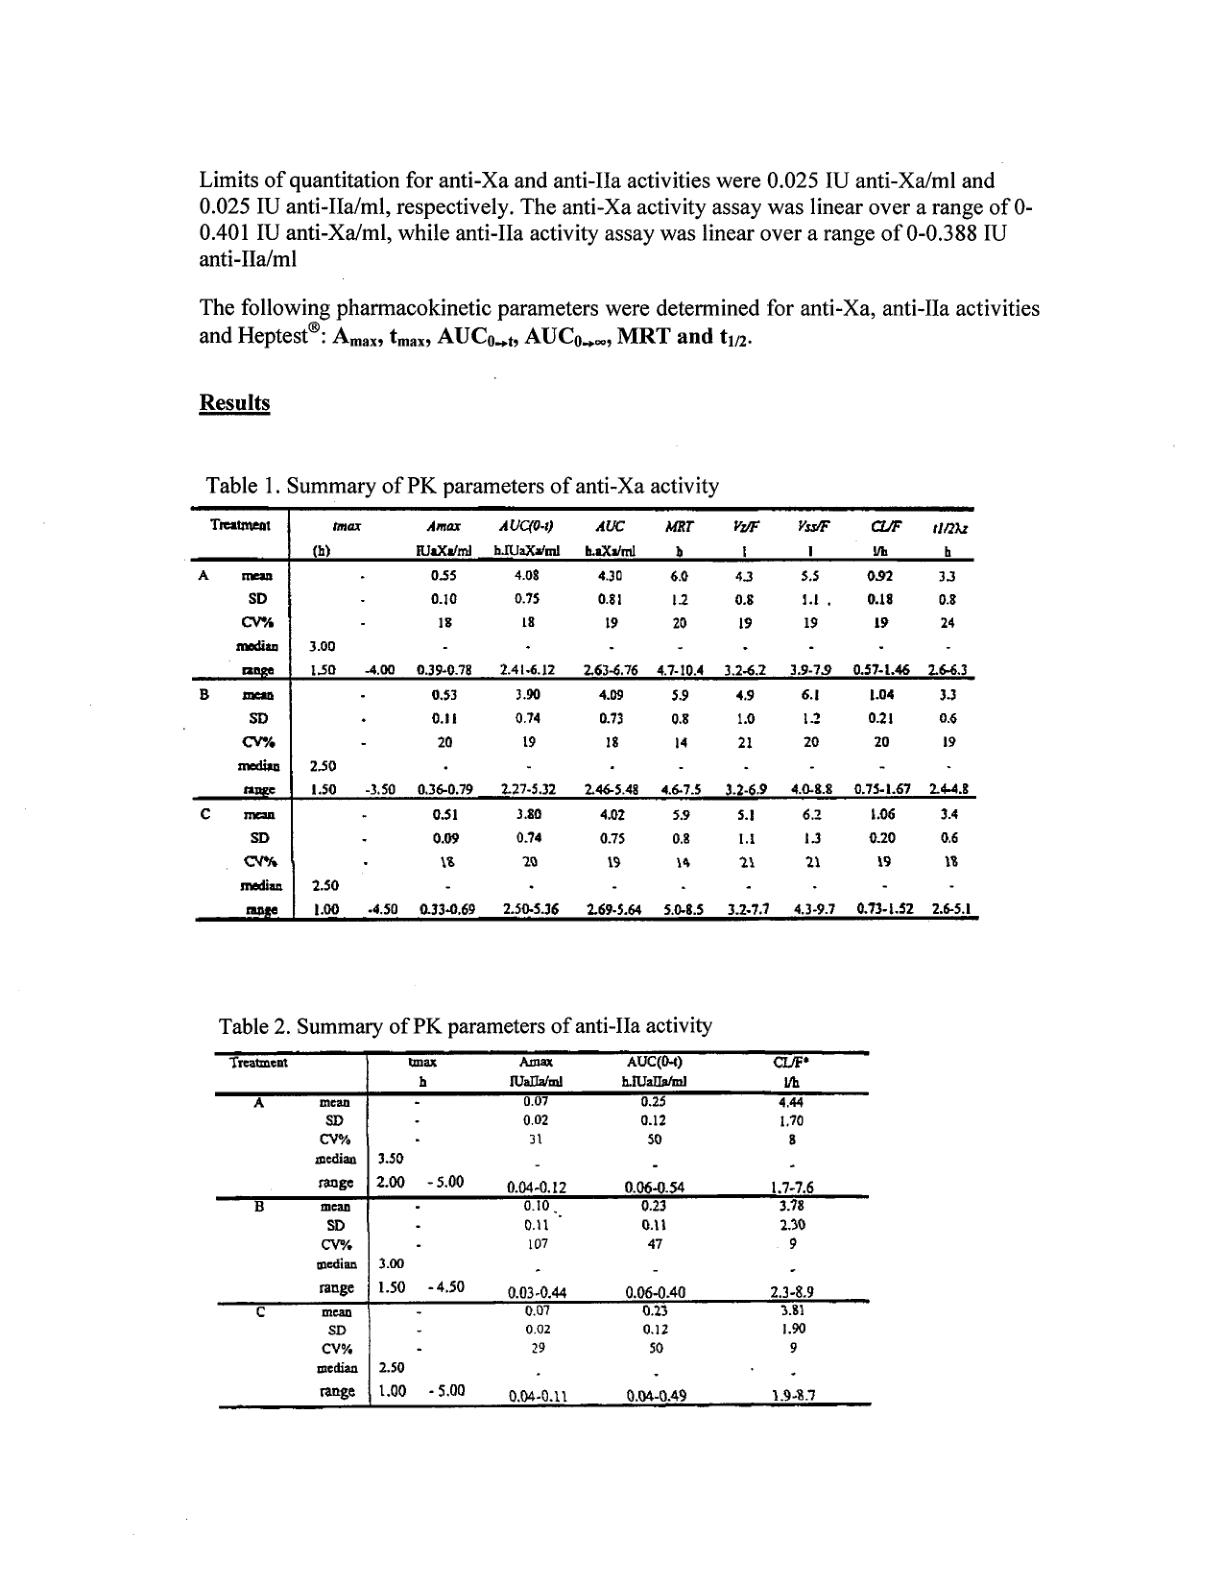 Limits of quantitation for anti-Xa and anti-IIa activities were 0.025 IU anti-Xa/ml and
0.025 IU anti-IIa/ml, respectively. The anti-Xa activity assay was linear over a range of 0-
0.401 IU anti-Xa/ml, while anti-IIa activity assay was linear over a range of 0-0.388 IU
anti-IIa/ml
The following pharmacokinetic parameters were determined for anti-Xa, anti-IIa activities
and Heptest®: Amax, tmax, AUC0→t, AUC0→∞, MRT and t1/2.
Results
Table 1. Summary of PK parameters of anti-Xa activity
Treatment tmax Amax AUC(0-t) AUC MRT Vz/F Vss/F CL/F t1/2λz
(h) IUaXa/ml h.IUaXa/ml h.aXa/ml h l l l/h h
A mean - 0.55 4.08 4.30 6.0 4.3 5.5 0.92 3.3
SD - 0.10 0.75 0.81 1.2 0.8 1.1 0.18 0.8
CV% - 18 18 19 20 19 19 19 24
median 3.00 - - - - - - - -
range 1.50 -4.00 0.39-0.78 2.41-6.12 2.63-6.76 4.7-10.4 3.2-6.2 3.9-7.9 0.57-1.46 2.6-6.3
B mean - 0.53 3.90 4.09 5.9 4.9 6.1 1.04 3.3
SD - 0.11 0.74 0.73 0.8 1.0 1.2 0.21 0.6
CV% - 20 19 18 14 21 20 20 19
median 2.50 - - - - - - - -
range 1.50 -3.50 0.36-0.79 2.27-5.32 2.46-5.48 4.6-7.5 3.2-6.9 4.0-8.8 0.75-1.67 2.4-4.8
C mean - 0.51 3.80 4.02 5.9 5.1 6.2 1.06 3.4
SD - 0.09 0.74 0.75 0.8 1.1 1.3 0.20 0.6
CV% - 18 20 19 14 21 21 19 18
median 2.50 - - - - - - - -
range 1.00 -4.50 0.33-0.69 2.50-5.36 2.69-5.64 5.0-8.5 3.2-7.7 4.3-9.7 0.73-1.52 2.6-5.1
Table 2. Summary of PK parameters of anti-IIa activity
Treatment tmax Amax AUC(0-t) CL/F*
h IUaIIa/ml h.IUaIIa/ml l/h
A mean - 0.07 0.25 4.44
SD - 0.02 0.12 1.70
CV% - 31 50 8
median 3.50 - - -
range 2.00 - 5.00 0.04-0.12 0.06-0.54 1.7-7.6
B mean - 0.10 0.23 3.78
SD - 0.11 0.11 2.30
CV% - 107 47 9
median 3.00 - - -
range 1.50 - 4.50 0.03-0.44 0.06-0.40 2.3-8.9
C mean - 0.07 0.23 3.81
SD - 0.02 0.12 1.90
CV% - 29 50 9
median 2.50 - - -
range 1.00 - 5.00 0.04-0.11 0.04-0.49 1.9-8.7